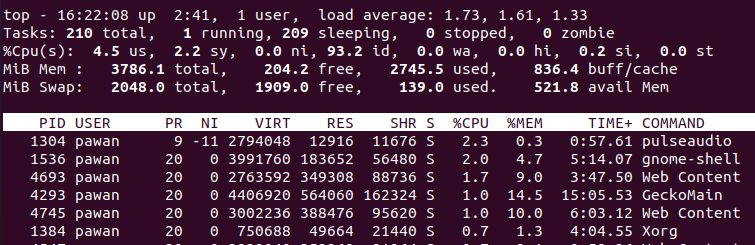 top - 16:22:08 up  2:41,  1 user,  load average: 1.73, 1.61, 1.33
Tasks: 210 total,   1 running, 209 sleeping,   0 stopped,   0 zombie
%Cpu(s):  4.5 us,  2.2 sy,  0.0 ni, 93.2 id,  0.0 wa,  0.0 hi,  0.2 si,  0.0 st
MiB Mem :   3786.1 total,    204.2 free,   2745.5 used,    836.4 buff/cache
MiB Swap:   2048.0 total,   1909.0 free,    139.0 used.    521.8 avail Mem
PID USER      PR  NI    VIRT    RES    SHR S  %CPU  %MEM     TIME+ COMMAND
1304 pawan      9 -11 2794048  12916  11676 S   2.3   0.3   0:57.61 pulseaudio
1536 pawan     20   0 3991760 183652  56480 S   2.0   4.7   5:14.07 gnome-shell
4693 pawan     20   0 2763592 349308  88736 S   1.7   9.0   3:47.50 Web Content
4293 pawan     20   0 4406920 564060 162324 S   1.0  14.5  15:05.53 GeckoMain
4745 pawan     20   0 3002236 388476  95620 S   1.0  10.0   6:03.12 Web Content
1384 pawan     20   0  750688  49664  21440 S   0.7   1.3   4:04.55 Xorg